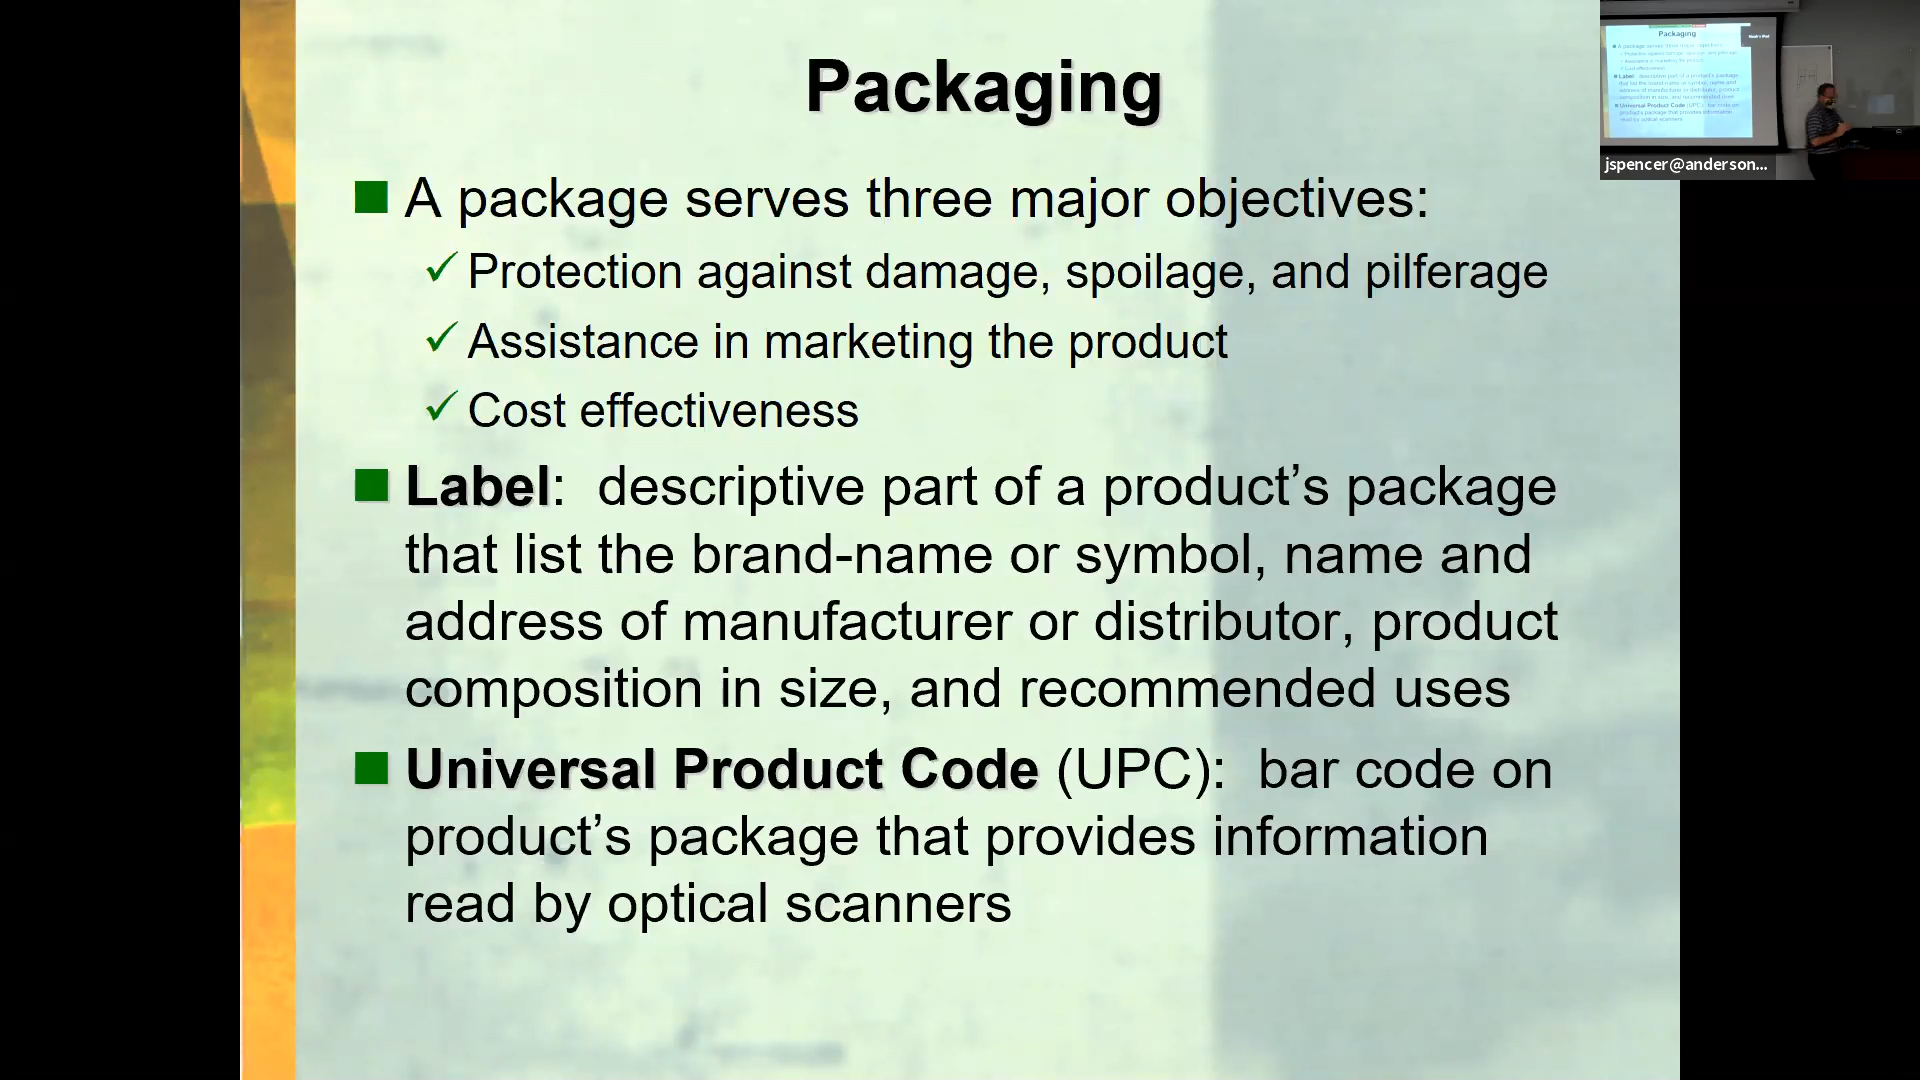 Packaging
A package serves three major objectives:
Protection against damage, spoilage, and pilferage
Assistance in marketing the product
Cost effectiveness
Label:  descriptive part of a product’s package
that list the brand-name or symbol, name and
address of manufacturer or distributor, product
composition in size, and recommended uses
Universal Product Code (UPC):  bar code on
product’s package that provides information
read by optical scanners
Packaging
jspencer@anderson...